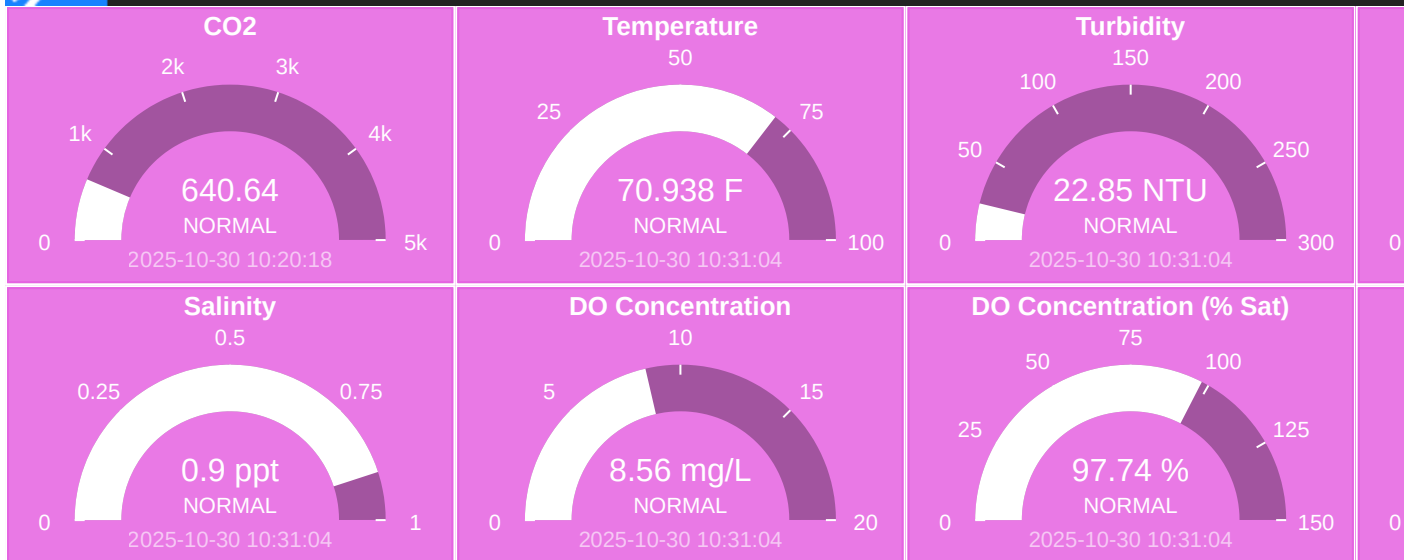 CO2
0
1k
2k
3k
4k
5k
640.64
NORMAL
2025-10-30 10:20:18
Temperature
0
25
50
75
100
70.938 F
NORMAL
2025-10-30 10:31:04
Turbidity
0
50
100
150
200
250
300
22.85 NTU
NORMAL
2025-10-30 10:31:04
0
Salinity
0
0.25
0.5
0.75
1
0.9 ppt
NORMAL
2025-10-30 10:31:04
DO Concentration
0
5
10
15
20
8.56 mg/L
NORMAL
2025-10-30 10:31:04
DO Concentration (% Sat)
0
25
50
75
100
125
150
97.74 %
NORMAL
2025-10-30 10:31:04
0